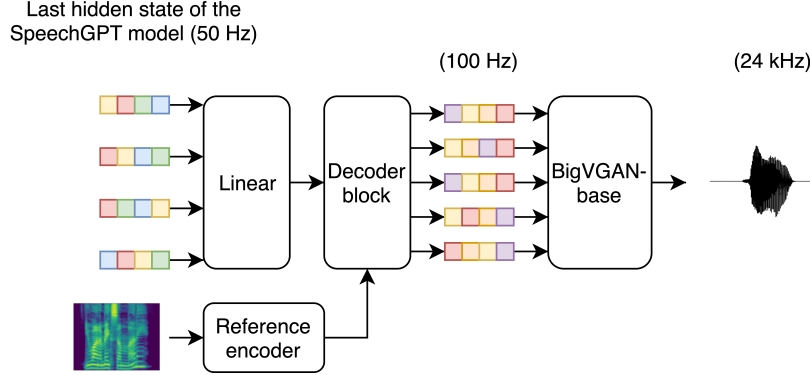 Last hidden state of the
SpeechGPT model (50 Hz)
(100 Hz)
(24 kHz)
Linear
Decoder
block
BigVGAN-
base
Reference
encoder